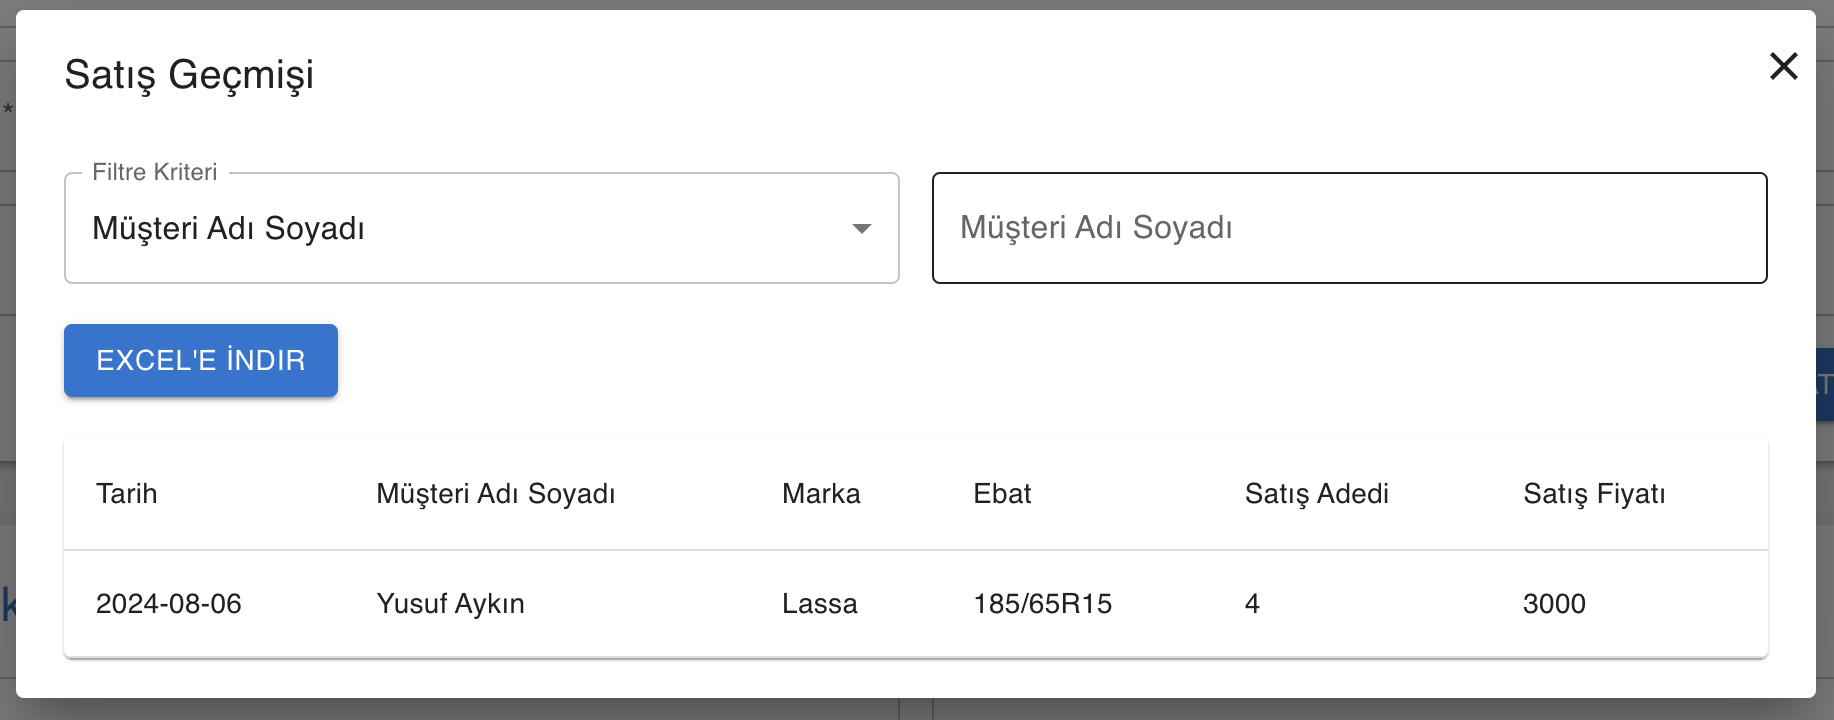 Satış Geçmişi
*
Filtre Kriteri
Müşteri Adı Soyadı
Müşteri Adı Soyadı
EXCEL'E İNDIR
Tarih Müşteri Adı Soyadı Marka Ebat Satış Adedi Satış Fiyatı
2024-08-06 Yusuf Aykın Lassa 185/65R15 4 3000